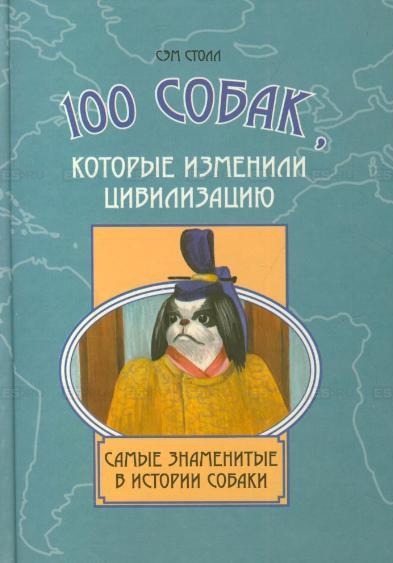 СЭМ СТОЛЛ
100 СОБАК,
КОТОРЫЕ ИЗМЕНИЛИ
ЦИВИЛИЗАЦИЮ
САМЫЕ ЗНАМЕНИТЫЕ
В ИСТОРИИ СОБАКИ